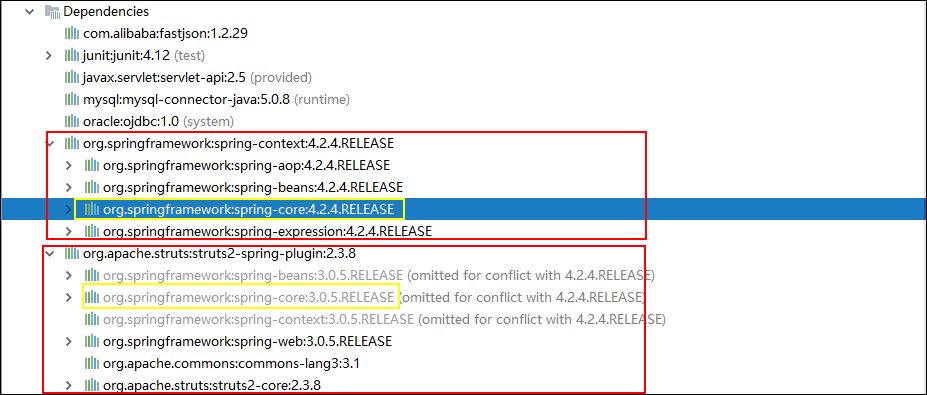 Dependencies
com.alibaba:fastjson:1.2.29
junit:junit:4.12 (test)
javax.servlet:servlet-api:2.5 (provided)
mysql:mysql-connector-java:5.0.8 (runtime)
oracle:ojdbc:1.0 (system)
org.springframework:spring-context:4.2.4.RELEASE
org.springframework:spring-aop:4.2.4.RELEASE
org.springframework:spring-beans:4.2.4.RELEASE
org.springframework:spring-core:4.2.4.RELEASE
org.springframework:spring-expression:4.2.4.RELEASE
org.apache.struts:struts2-spring-plugin:2.3.8
org.springframework:spring-beans:3.0.5.RELEASE (omitted for conflict with 4.2.4.RELEASE)
org.springframework:spring-core:3.0.5.RELEASE (omitted for conflict with 4.2.4.RELEASE)
org.springframework:spring-context:3.0.5.RELEASE (omitted for conflict with 4.2.4.RELEASE)
org.springframework:spring-web:3.0.5.RELEASE
org.apache.commons:commons-lang3:3.1
org.apache.struts:struts2-core:2.3.8